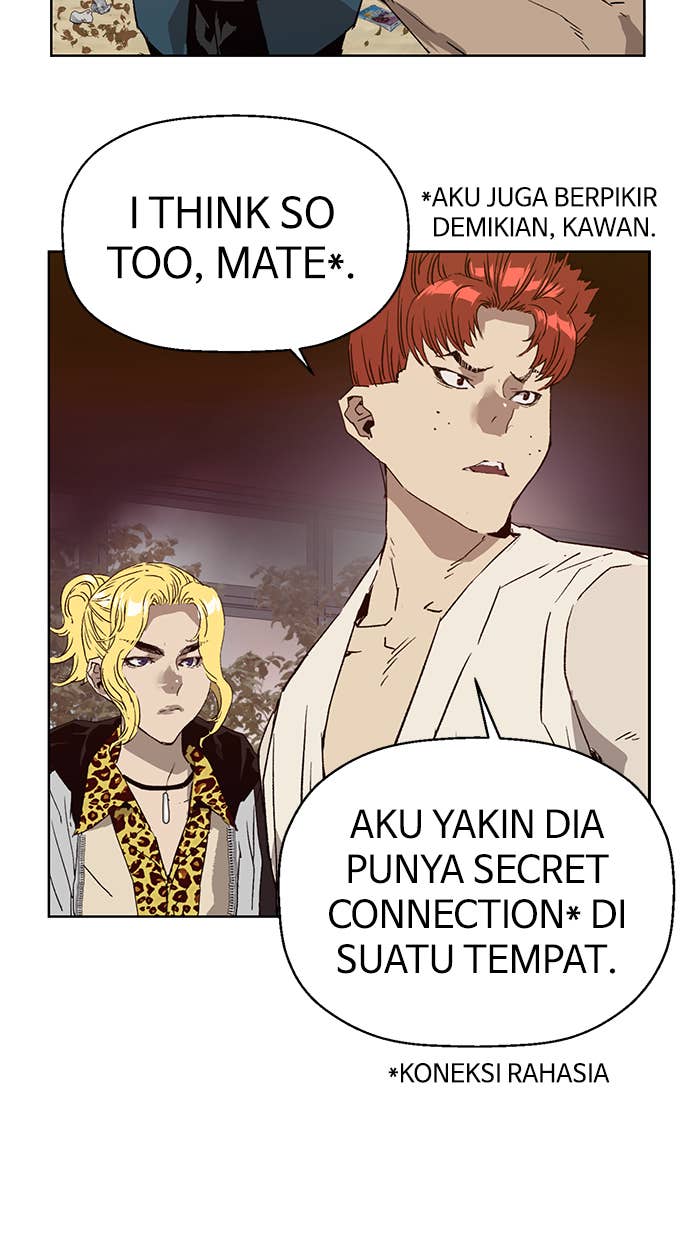 I THINK SO
TOO, MATE*.
*AKU JUGA BERPIKIR
DEMIKIAN, KAWAN.
AKU YAKIN DIA
PUNYA SECRET
CONNECTION* DI
SUATU TEMPAT.
*KONEKSI RAHASIA